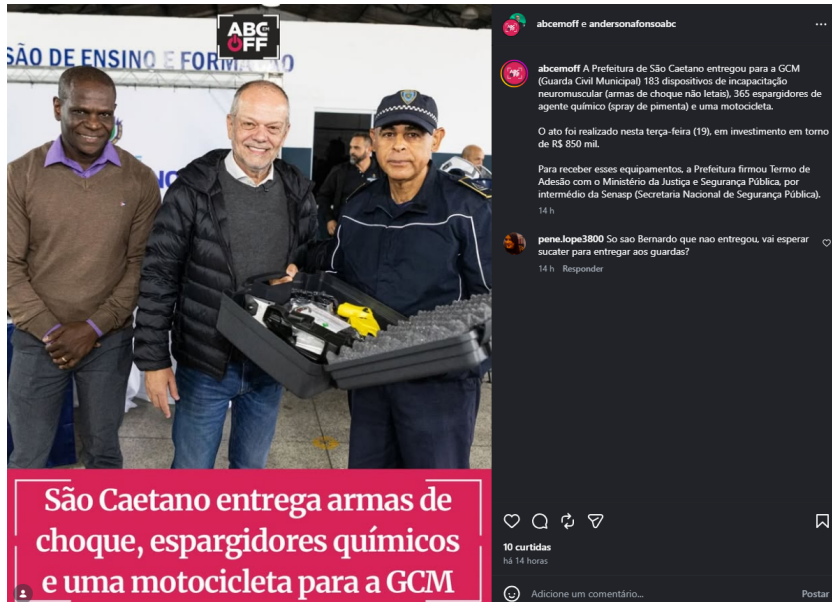 ABC
EM
OFF
SÃO DE ENSINO E FORM
O
abcemoff e andersonafonsoabc
abcemoff A Prefeitura de São Caetano entregou para a GCM
(Guarda Civil Municipal) 183 dispositivos de incapacitação
neuromuscular (armas de choque não letais), 365 espargidores de
agente químico (spray de pimenta) e uma motocicleta.
O ato foi realizado nesta terça-feira (19), em investimento em torno
de R$ 850 mil.
Para receber esses equipamentos, a Prefeitura firmou Termo de
Adesão com o Ministério da Justiça e Segurança Pública, por
intermédio da Senasp (Secretaria Nacional de Segurança Pública).
14 h
pene.lope3800 So sao Bernardo que nao entregou, vai esperar
sucater para entregar aos guardas?
14 h Responder
São Caetano entrega armas de
choque, espargidores químicos
e uma motocicleta para a GCM
10 curtidas
há 14 horas
Adicione um comentário...
Postar